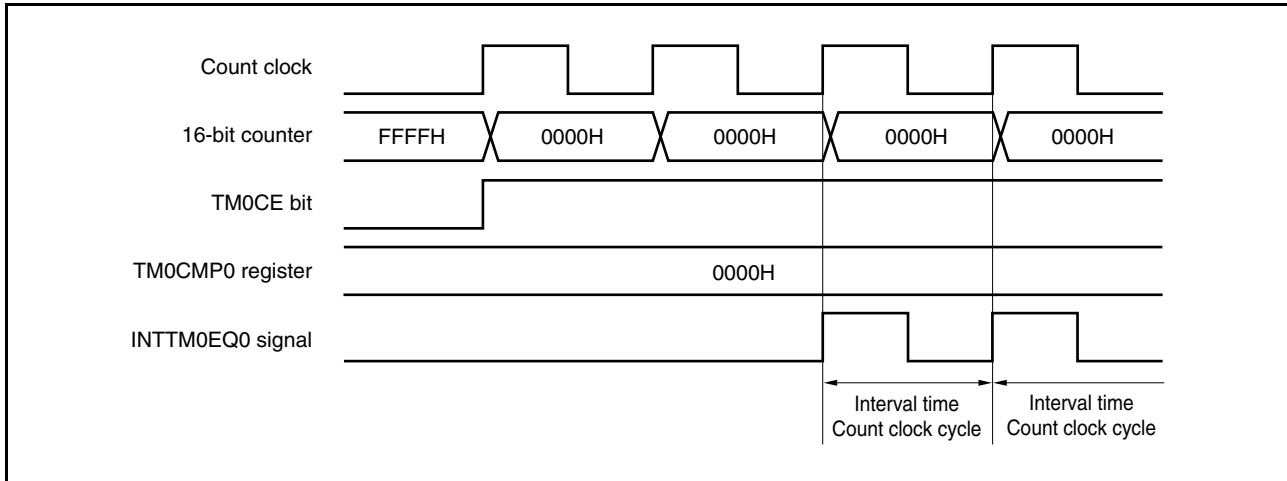 Count clock
16-bit counter FFFFH 0000H 0000H 0000H 0000H
TM0CE bit
TM0CMP0 register 0000H
INTTM0EQ0 signal
Interval time Interval time
Count clock cycle Count clock cycle